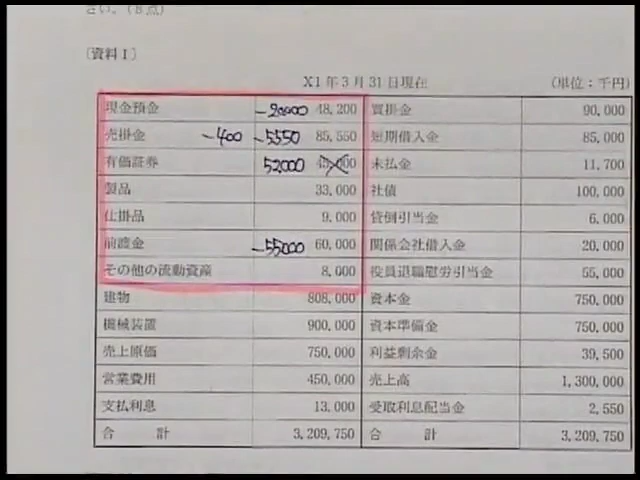 さい。(8点)
〔資料Ⅰ〕
X1年3月31日現在 (単位:千円)
現金預金 -20000 48,200 買掛金 90,000
売掛金 -400 -5550 85,550 短期借入金 85,000
有価証券 52000 未払金 11,700
製品 33,000 社債 100,000
仕掛品 9,000 貸倒引当金 6,000
前渡金 -55000 60,000 関係会社借入金 20,000
その他の流動資産 8,000 役員退職慰労引当金 55,000
建物 808,000 資本金 750,000
機械装置 900,000 資本準備金 750,000
売上原価 750,000 利益剰余金 39,500
営業費用 450,000 売上高 1,300,000
支払利息 13,000 受取利息配当金 2,550
合計 3,209,750 合計 3,209,750